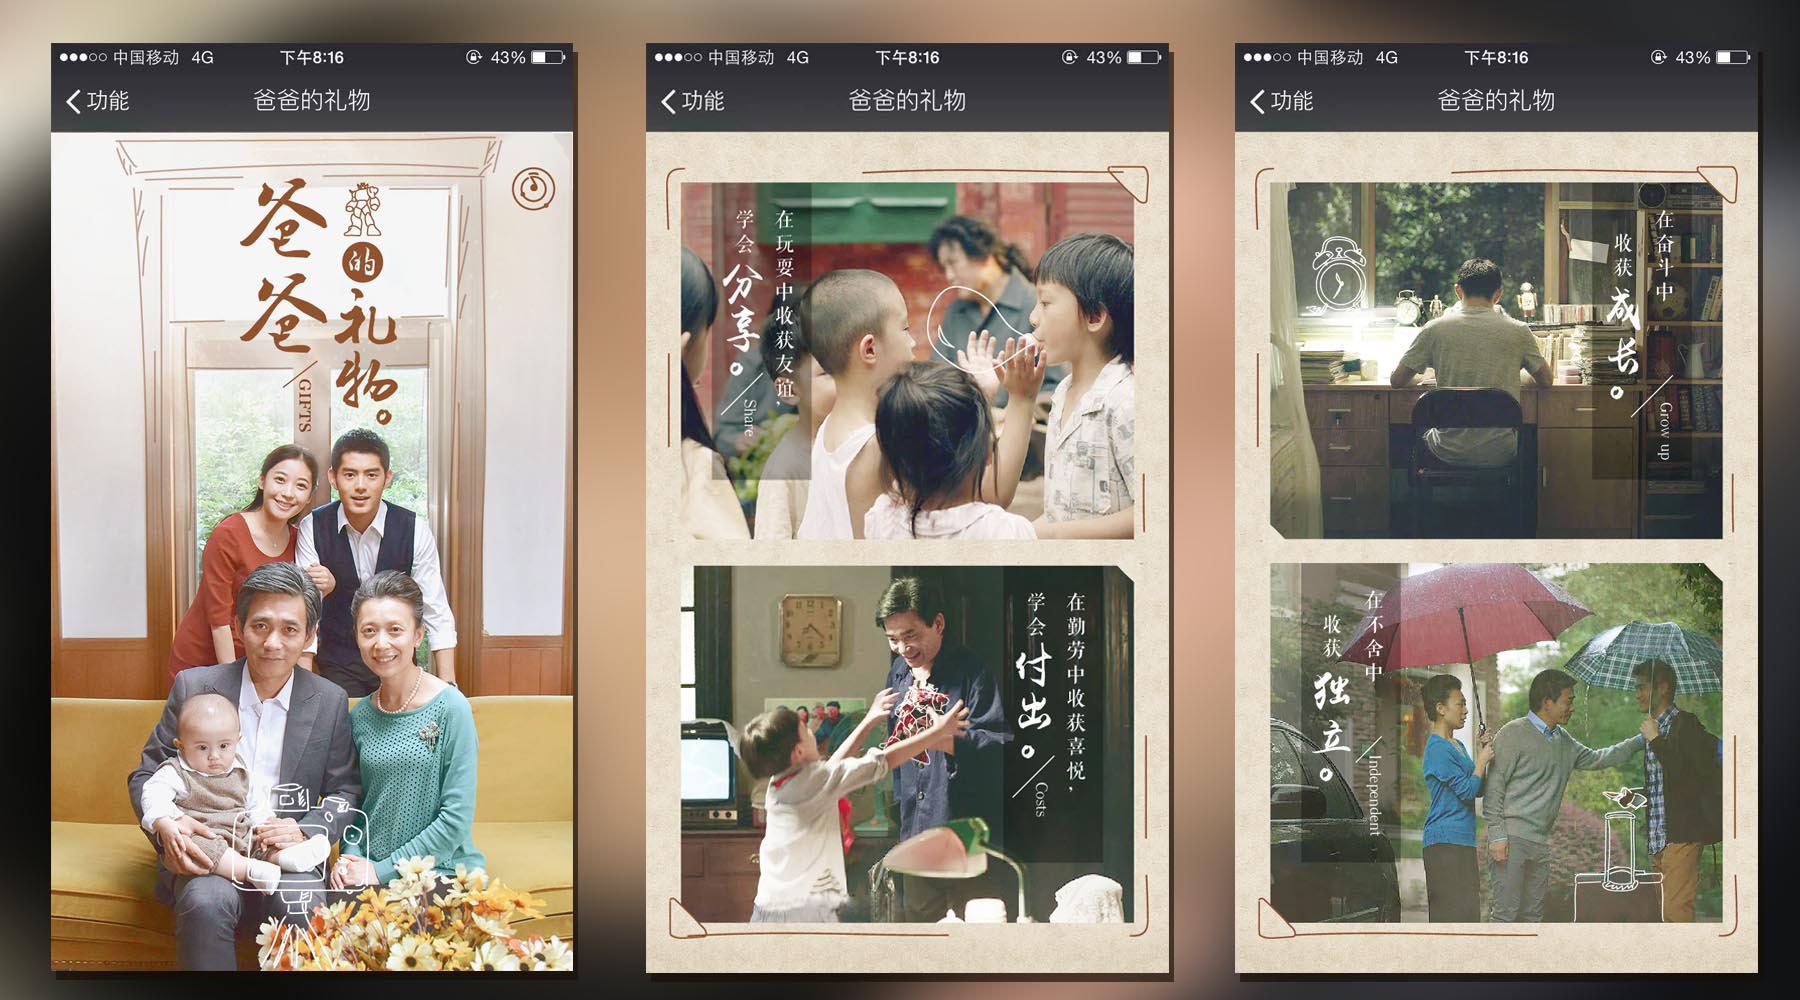 中国移动 4G 下午8:16 43%
功能 爸爸的礼物
爸爸
的礼物。
GIFTS
中国移动 4G 下午8:16 43%
功能 爸爸的礼物
在玩耍中收获友谊，
学会分享。
Share
在勤劳中收获喜悦，
学会付出。
Costs
中国移动 4G 下午8:16 43%
功能 爸爸的礼物
在奋斗中
收获成长。
Grow up
在不舍中
收获独立。
Independent